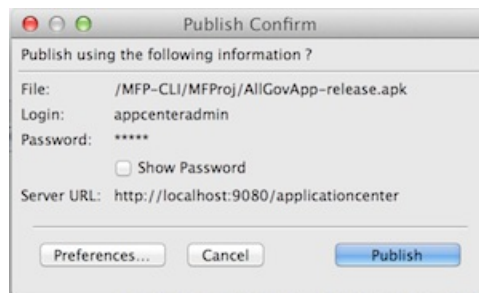 Publish Confirm
Publish using the following information ?
File: /MFP-CLI/MFProj/AllGovApp-release.apk
Login: appcenteradmin
Password: *****
Show Password
Server URL: http://localhost:9080/applicationcenter
Preferences... Cancel Publish